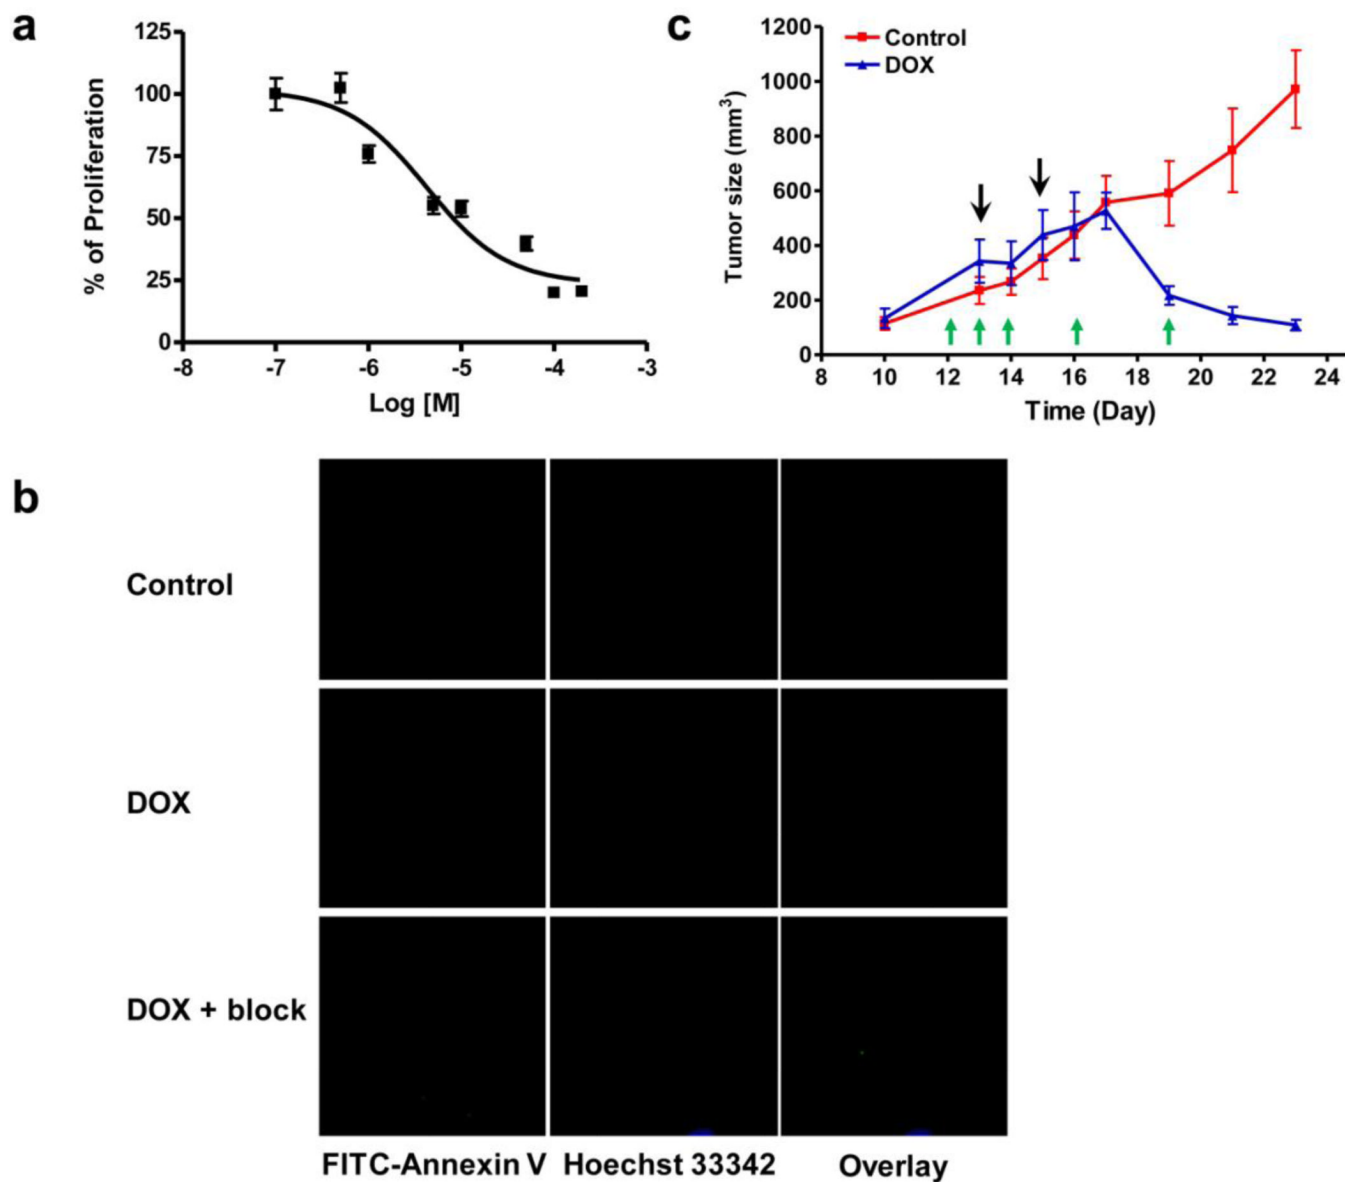 a
125
100
75
50
25
0
% of Proliferation
-8 -7 -6 -5 -4 -3
Log [M]
c
1200
1000
800
600
400
200
0
Tumor size (mm³)
Control
DOX
8 10 12 14 16 18 20 22 24
Time (Day)
b
Control
DOX
DOX + block
FITC-Annexin V Hoechst 33342 Overlay